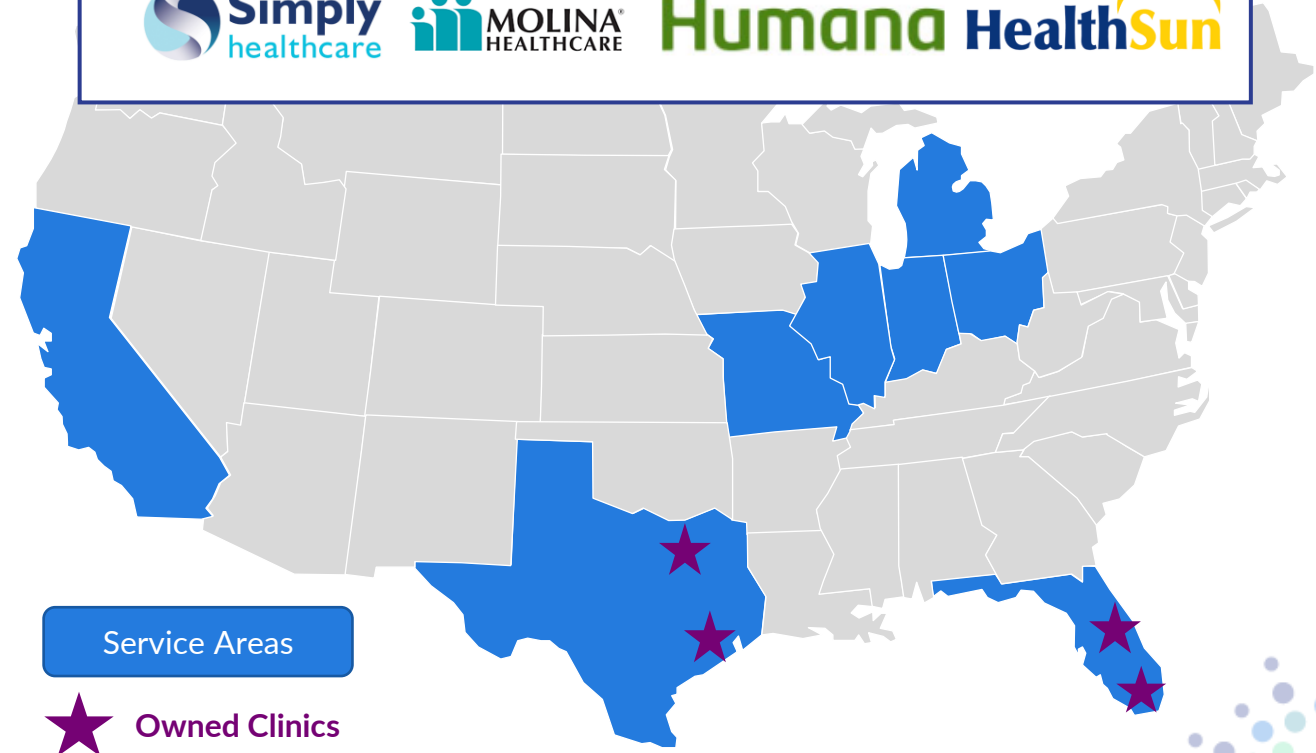 Simply
healthcare
MOLINA®
HEALTHCARE
Humana
HealthSun
Service Areas
Owned Clinics